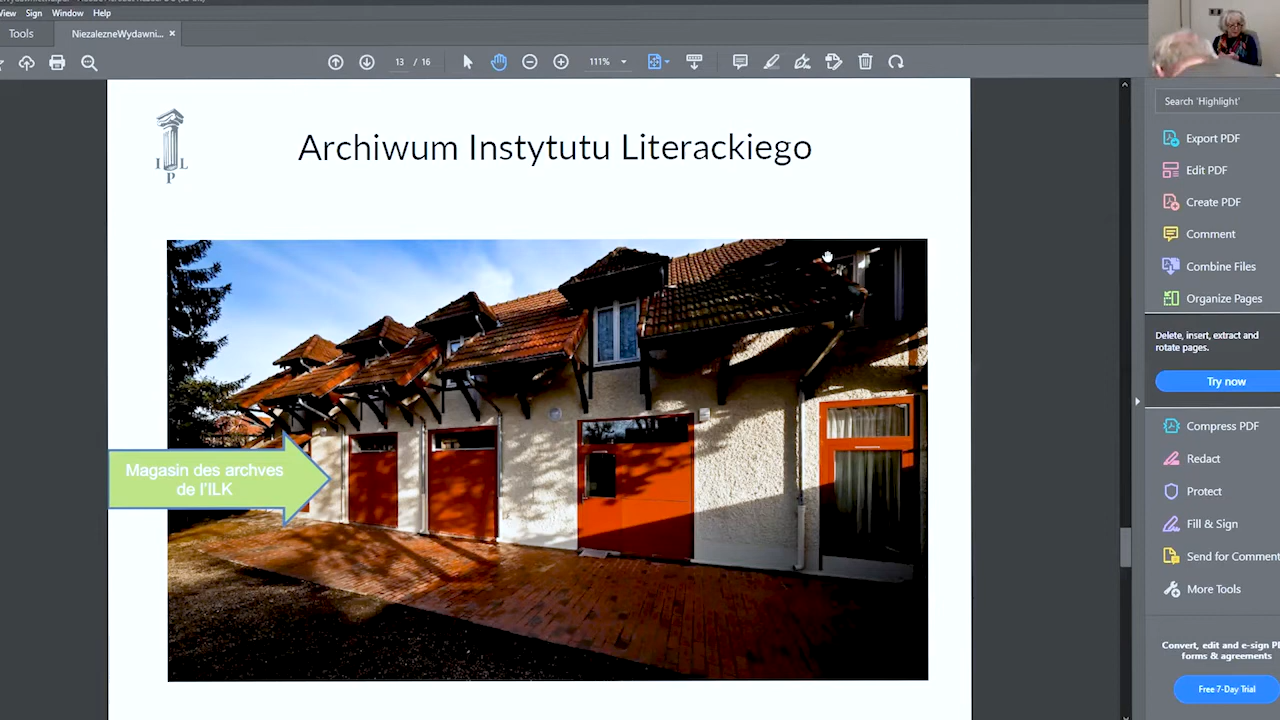 View Sign Window Help
Tools
NiezalezneWydawni... ×
13 / 16
111%
I L
P
Archiwum Instytutu Literackiego
Magasin des archves
de l'ILK
Search 'Highlight'
Export PDF
Edit PDF
Create PDF
Comment
Combine Files
Organize Pages
Delete, insert, extract and
rotate pages.
Try now
Compress PDF
Redact
Protect
Fill & Sign
Send for Comment
More Tools
Convert, edit and e-sign
forms & agreements
Free 7-Day Trial